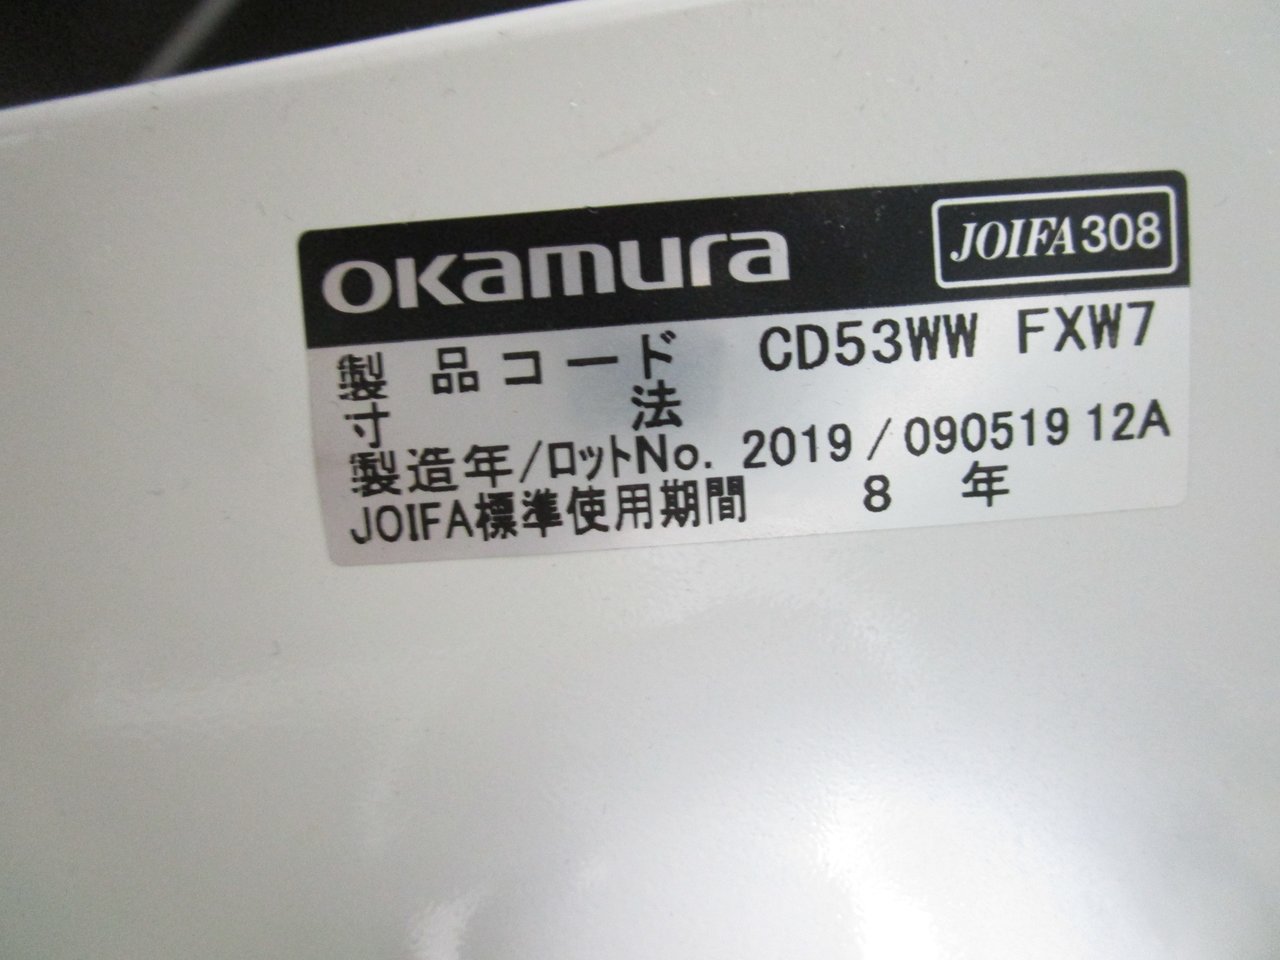 OKamura JOIFA308
製品コード CD53WW FXW7
寸法
製造年/ロットNo. 2019 / 090519 12A
JOIFA標準使用期間 8 年